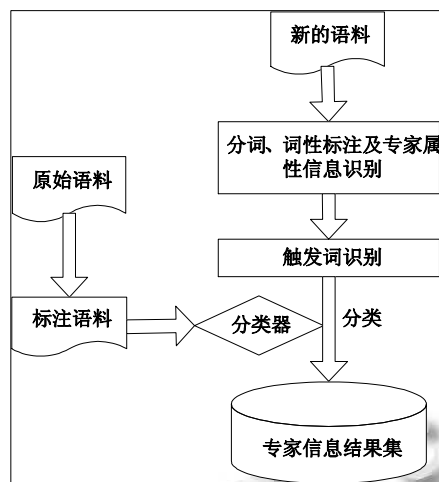 新的语料
分词、词性标注及专家属
性信息识别
原始语料
触发词识别
标注语料
分类器
分类
专家信息结果集